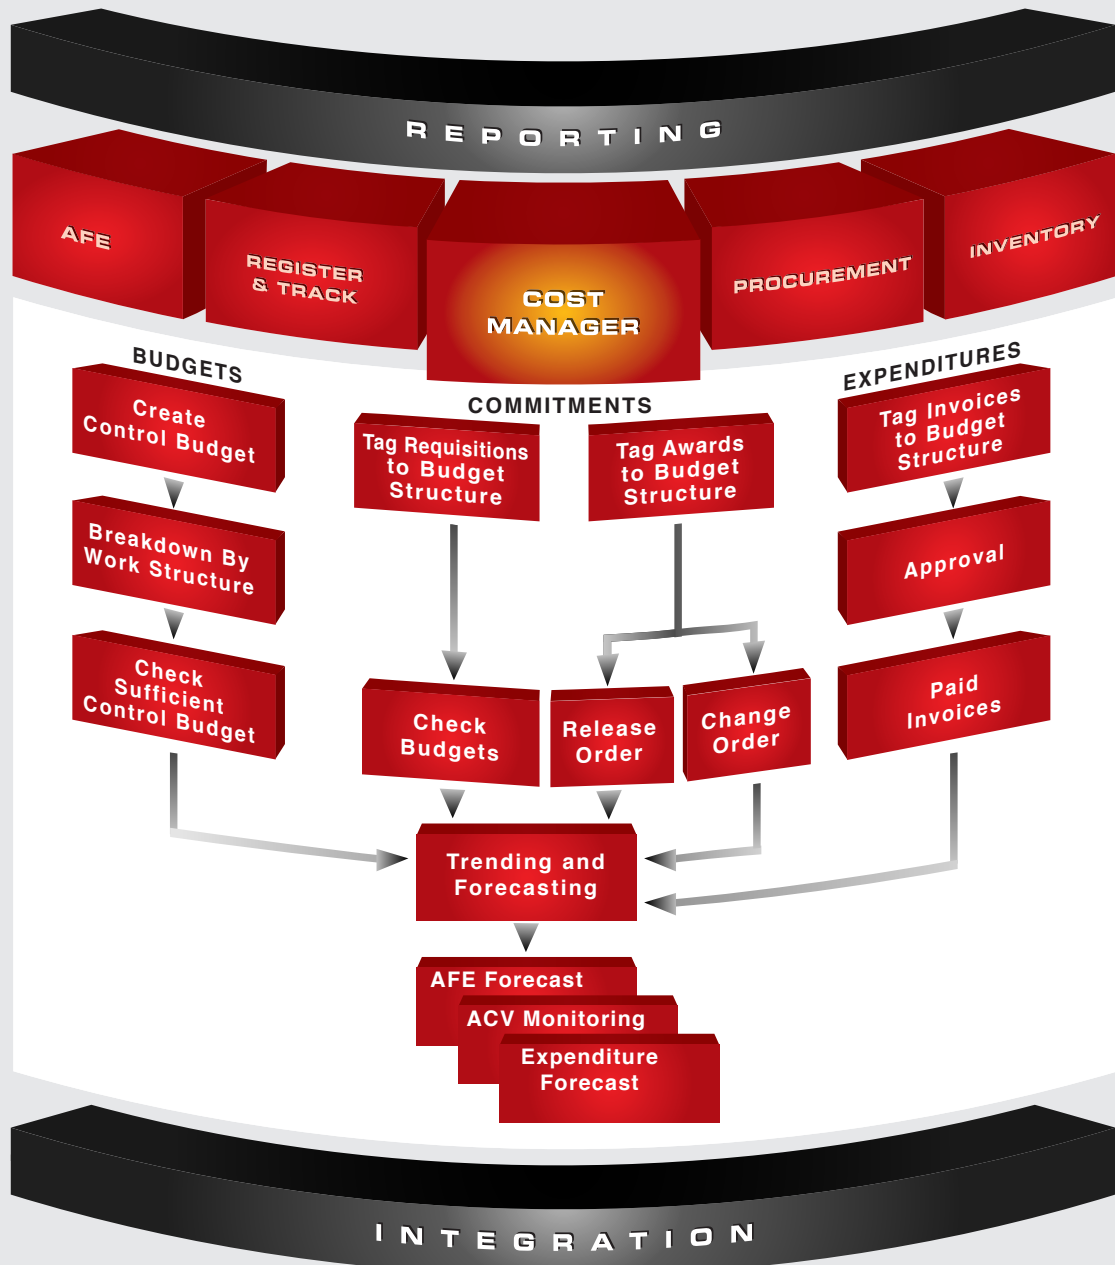 REPORTING
AFE
REGISTER
& TRACK
COST
MANAGER
PROCUREMENT
INVENTORY
BUDGETS
Create
Control Budget
Breakdown By
Work Structure
Check
Sufficient
Control Budget
COMMITMENTS
Tag Requisitions
to Budget
Structure
Tag Awards
to Budget
Structure
Check
Budgets
Release
Order
Change
Order
EXPENDITURES
Tag Invoices
to Budget
Structure
Approval
Paid
Invoices
Trending and
Forecasting
AFE Forecast
ACV Monitoring
Expenditure
Forecast
INTEGRATION